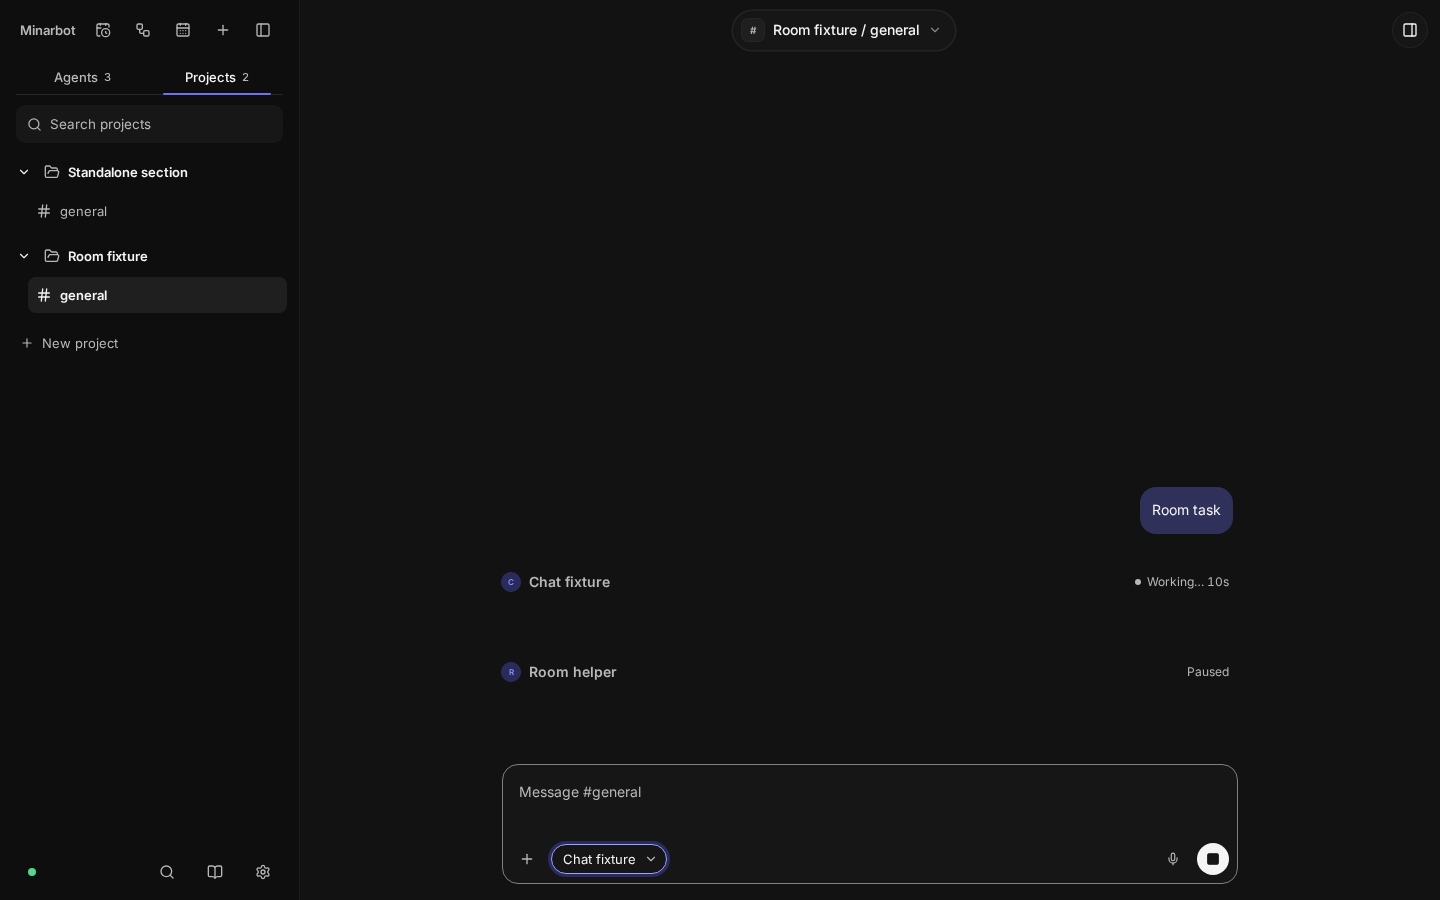 Minarbot
Agents 3
Projects 2
Search projects
Standalone section
# general
Room fixture
# general
+ New project
# Room fixture / general
Room task
C Chat fixture
Working... 10s
R Room helper
Paused
Message #general
Chat fixture